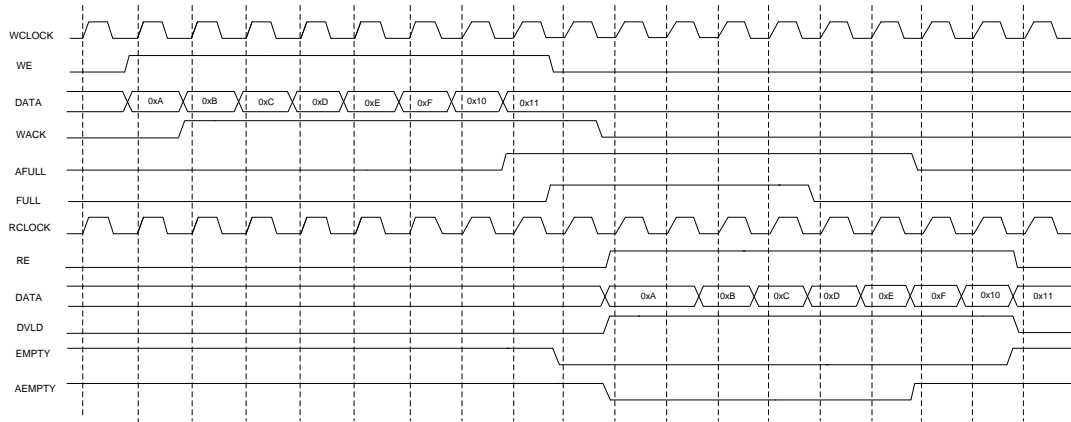 WCLOCK
WE
DATA 0xA 0xB 0xC 0xD 0xE 0xF 0x10 0x11
WACK
AFULL
FULL
RCLOCK
RE
DATA 0xA 0xB 0xC 0xD 0xE 0xF 0x10 0x11
DVLD
EMPTY
AEMPTY